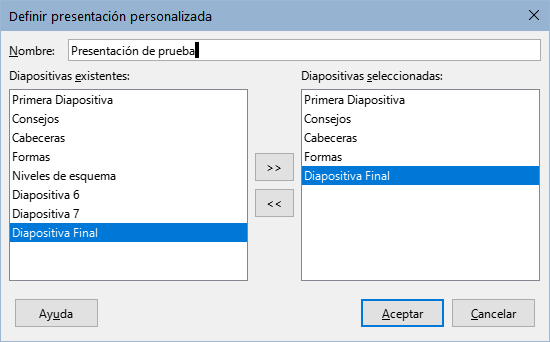 Definir presentación personalizada
Nombre: Presentación de prueba
Diapositivas existentes:
Primera Diapositiva
Consejos
Cabeceras
Formas
Niveles de esquema
Diapositiva 6
Diapositiva 7
Diapositiva Final
>>
<<
Diapositivas seleccionadas:
Primera Diapositiva
Consejos
Cabeceras
Formas
Diapositiva Final
Ayuda
Aceptar
Cancelar